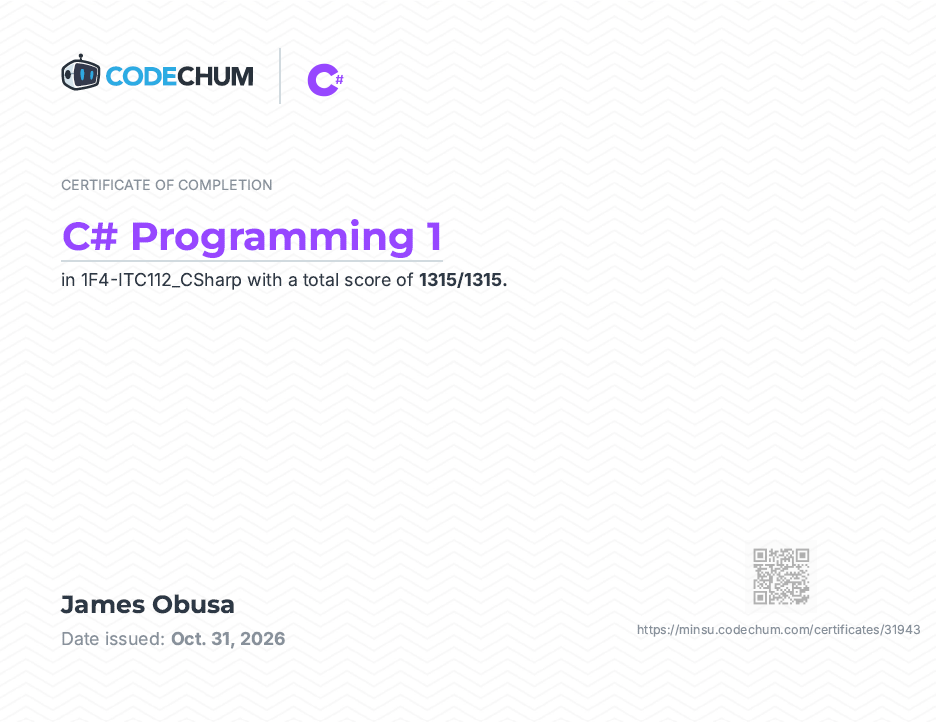 CODECHUM
C#
CERTIFICATE OF COMPLETION
C# Programming 1
in 1F4-ITC112_CSharp with a total score of 1315/1315.
James Obusa
Date issued: Oct. 31, 2026
https://minsu.codechum.com/certificates/31943